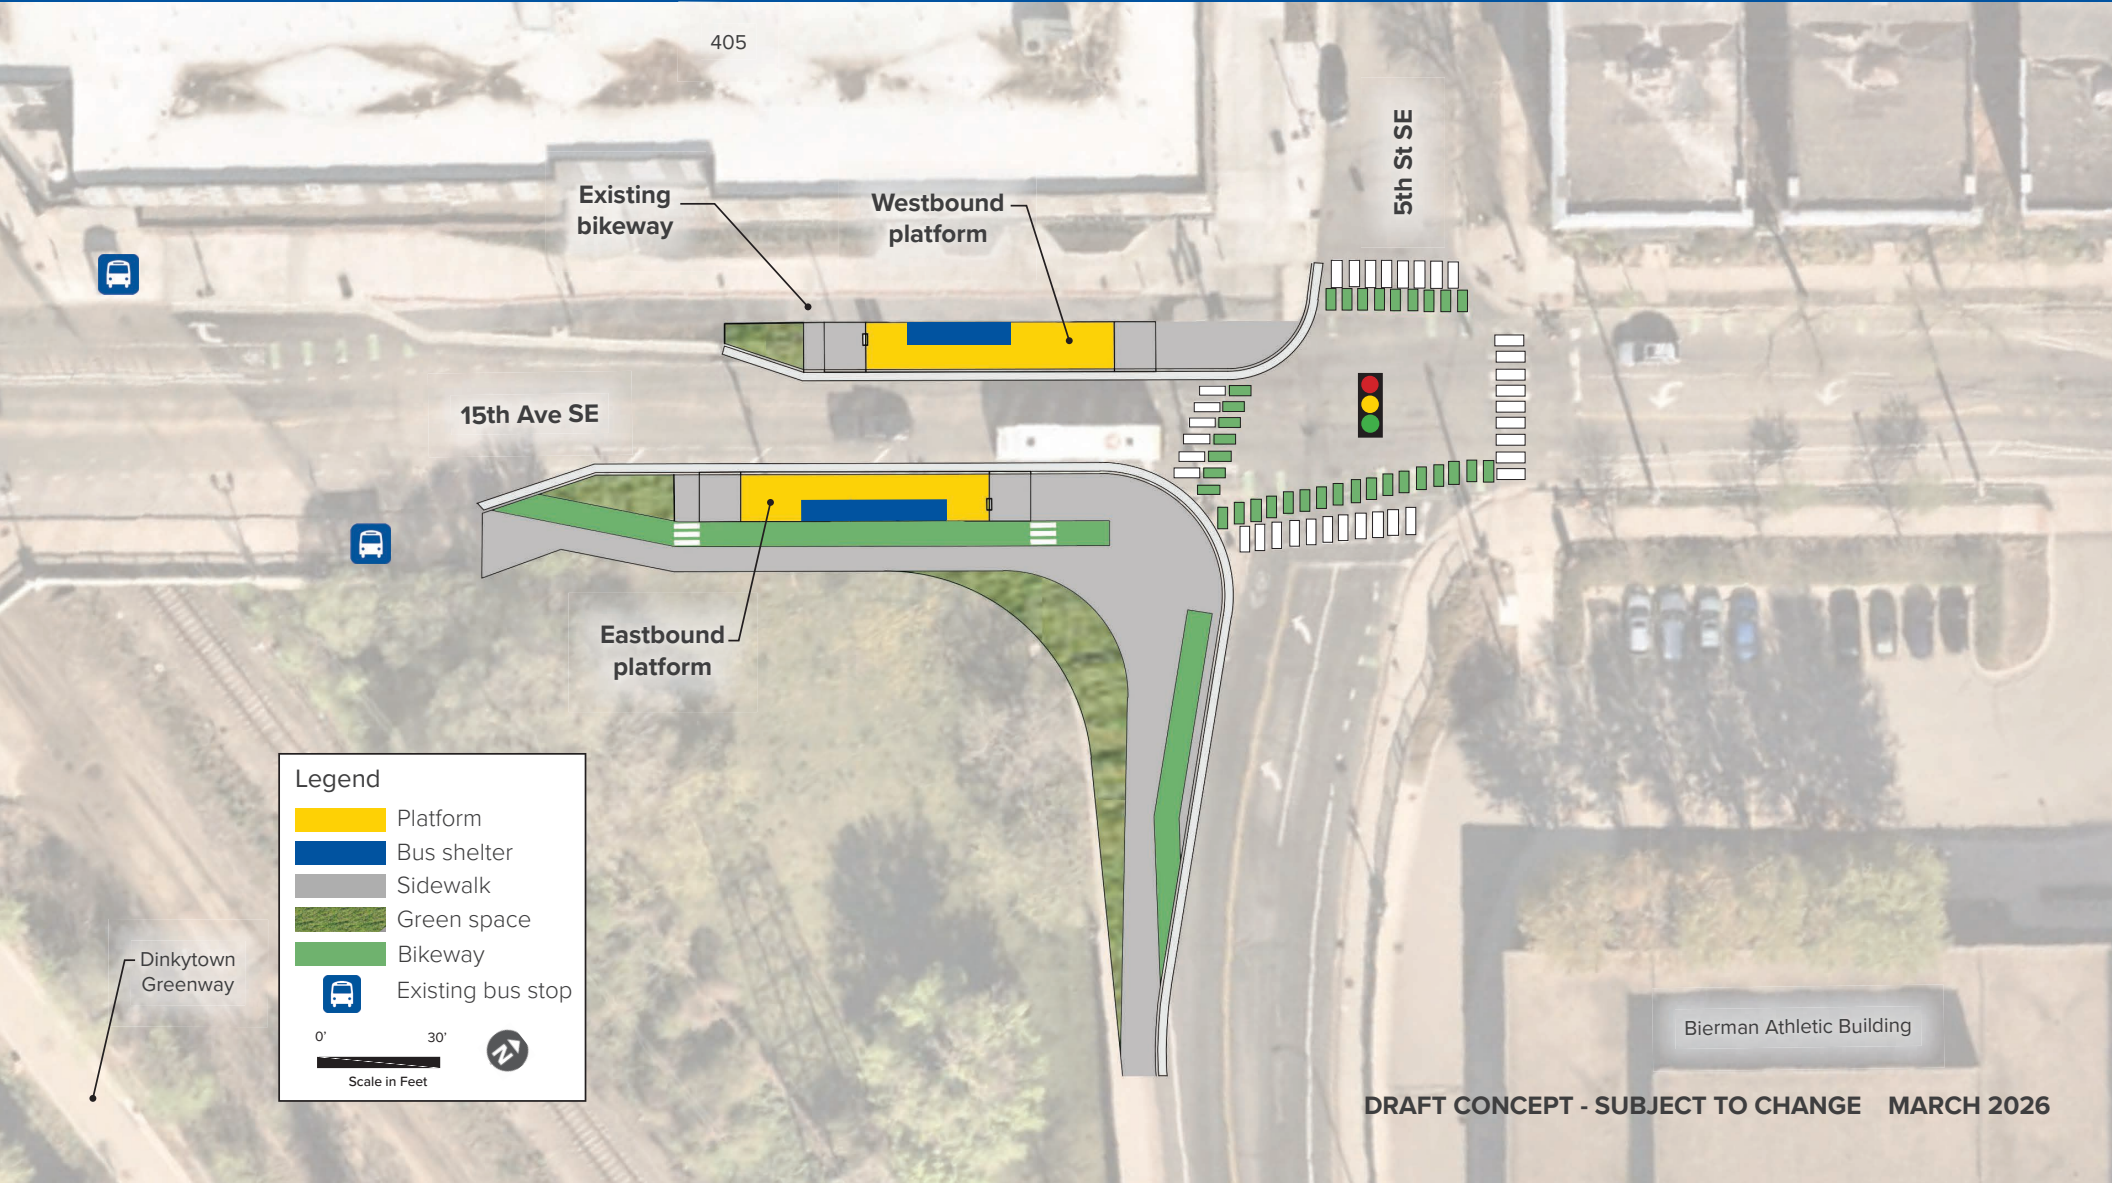 405
5th St SE
Existing
bikeway
Westbound
platform
15th Ave SE
Eastbound
platform
Legend
Platform
Bus shelter
Sidewalk
Green space
Bikeway
Existing bus stop
0'
30'
Scale in Feet
N
Dinkytown
Greenway
Bierman Athletic Building
DRAFT CONCEPT - SUBJECT TO CHANGE MARCH 2026